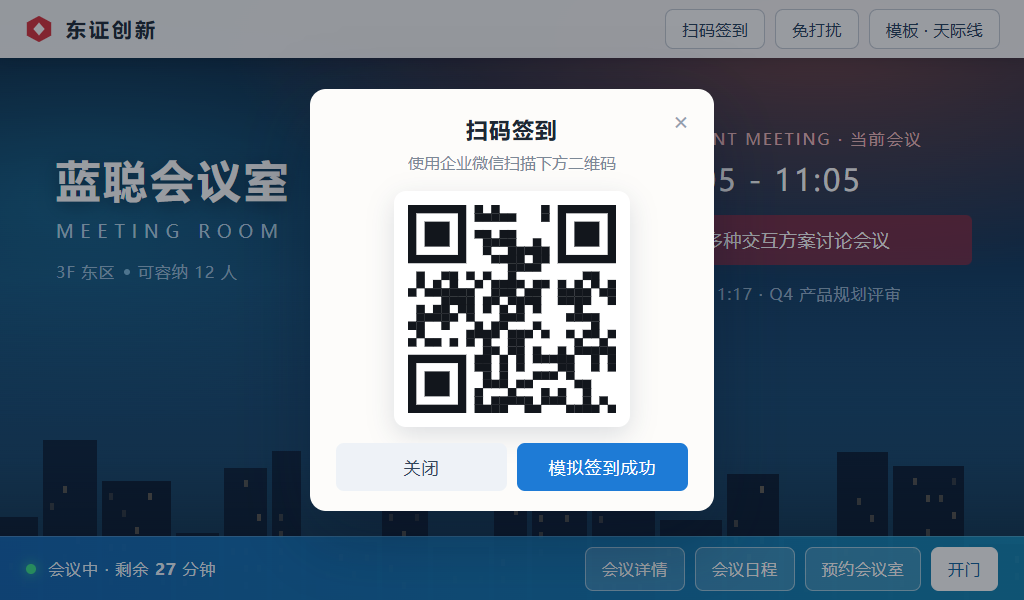 东证创新
扫码签到
免打扰
模板 · 天际线
蓝聪会议室
MEETING ROOM
3F 东区 • 可容纳 12 人
扫码签到
×
使用企业微信扫描下方二维码
关闭
模拟签到成功
NT MEETING · 当前会议
05 - 11:05
多种交互方案讨论会议
1:17 · Q4 产品规划评审
会议中 · 剩余 27 分钟
会议详情
会议日程
预约会议室
开门